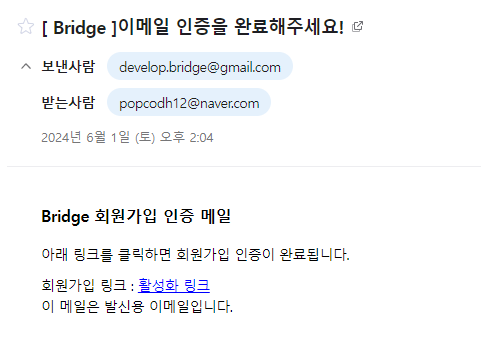 [ Bridge ]이메일 인증을 완료해주세요!
보낸사람 develop.bridge@gmail.com
받는사람 popcodh12@naver.com
2024년 6월 1일 (토) 오후 2:04
Bridge 회원가입 인증 메일
아래 링크를 클릭하면 회원가입 인증이 완료됩니다.
회원가입 링크 : 활성화 링크
이 메일은 발신용 이메일입니다.